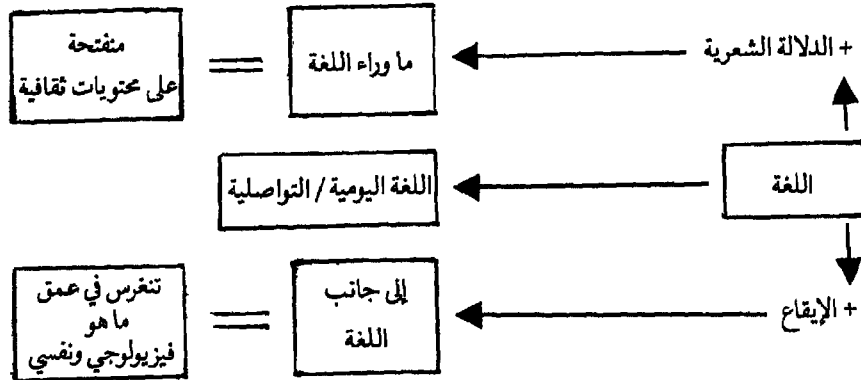 + الدلالة الشعرية
ما وراء اللغة
منفتحة
على محتويات ثقافية
اللغة
اللغة اليومية / التواصلية
+ الإيقاع
إلى جانب
اللغة
تنغرس في عمق
ما هو
فيزيولوجي ونفسي